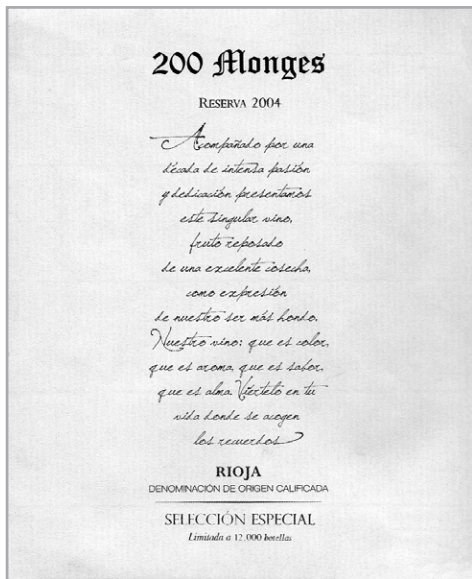 200 Monges
RESERVA 2004
Acompañado por una
década de intensa pasión
y dedicación presentamos
este singular vino,
fruto reposado
de una excelente cosecha,
como expresión
de nuestro ser más hondo.
Nuestro vino: que es color,
que es aroma, que es sabor,
que es alma. Viértelo en tu
vida donde se acogen
los recuerdos
RIOJA
DENOMINACIÓN DE ORIGEN CALIFICADA
SELECCIÓN ESPECIAL
Limitada a 12.000 botellas